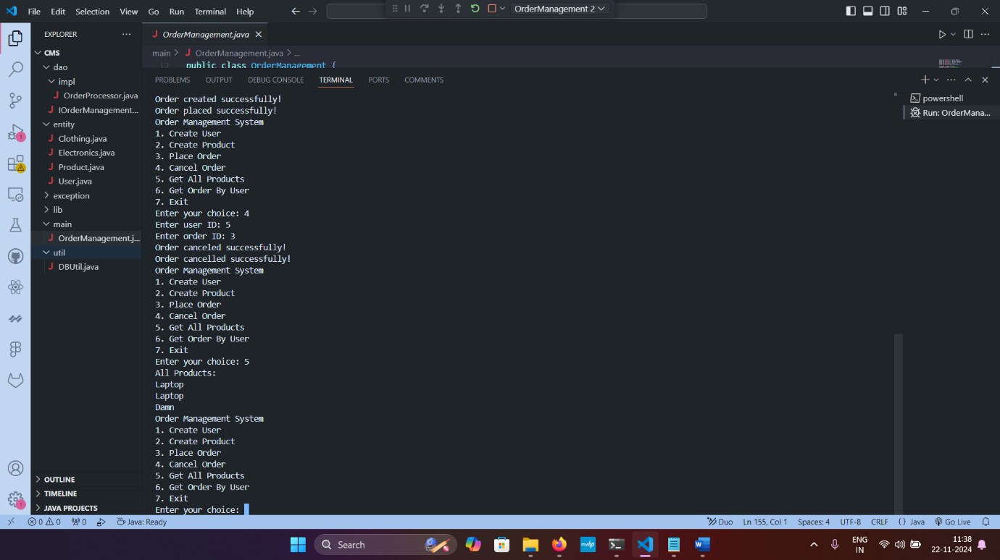 File Edit Selection View Go Run Terminal Help
OrderManagement 2
EXPLORER
CMS
dao
impl
OrderProcessor.java
IOrderManagement...
entity
Clothing.java
Electronics.java
Product.java
User.java
exception
lib
main
OrderManagement.j...
util
DBUtil.java
OUTLINE
TIMELINE
JAVA PROJECTS
1
1
OrderManagement.java
main > OrderManagement.java > ...
12 public class OrderManagement {
PROBLEMS OUTPUT DEBUG CONSOLE TERMINAL PORTS COMMENTS
Order created successfully!
Order placed successfully!
Order Management System
1. Create User
2. Create Product
3. Place Order
4. Cancel Order
5. Get All Products
6. Get Order By User
7. Exit
Enter your choice: 4
Enter user ID: 5
Enter order ID: 3
Order canceled successfully!
Order cancelled successfully!
Order Management System
1. Create User
2. Create Product
3. Place Order
4. Cancel Order
5. Get All Products
6. Get Order By User
7. Exit
Enter your choice: 5
All Products:
Laptop
Laptop
Damn
Order Management System
1. Create User
2. Create Product
3. Place Order
4. Cancel Order
5. Get All Products
6. Get Order By User
7. Exit
Enter your choice:
powershell
Run: OrderMana...
0 0 0 Java: Ready Duo Ln 155, Col 1 Spaces: 4 UTF-8 CRLF {} Java Go Live
Search
ENG
IN
11:38
22-11-2024